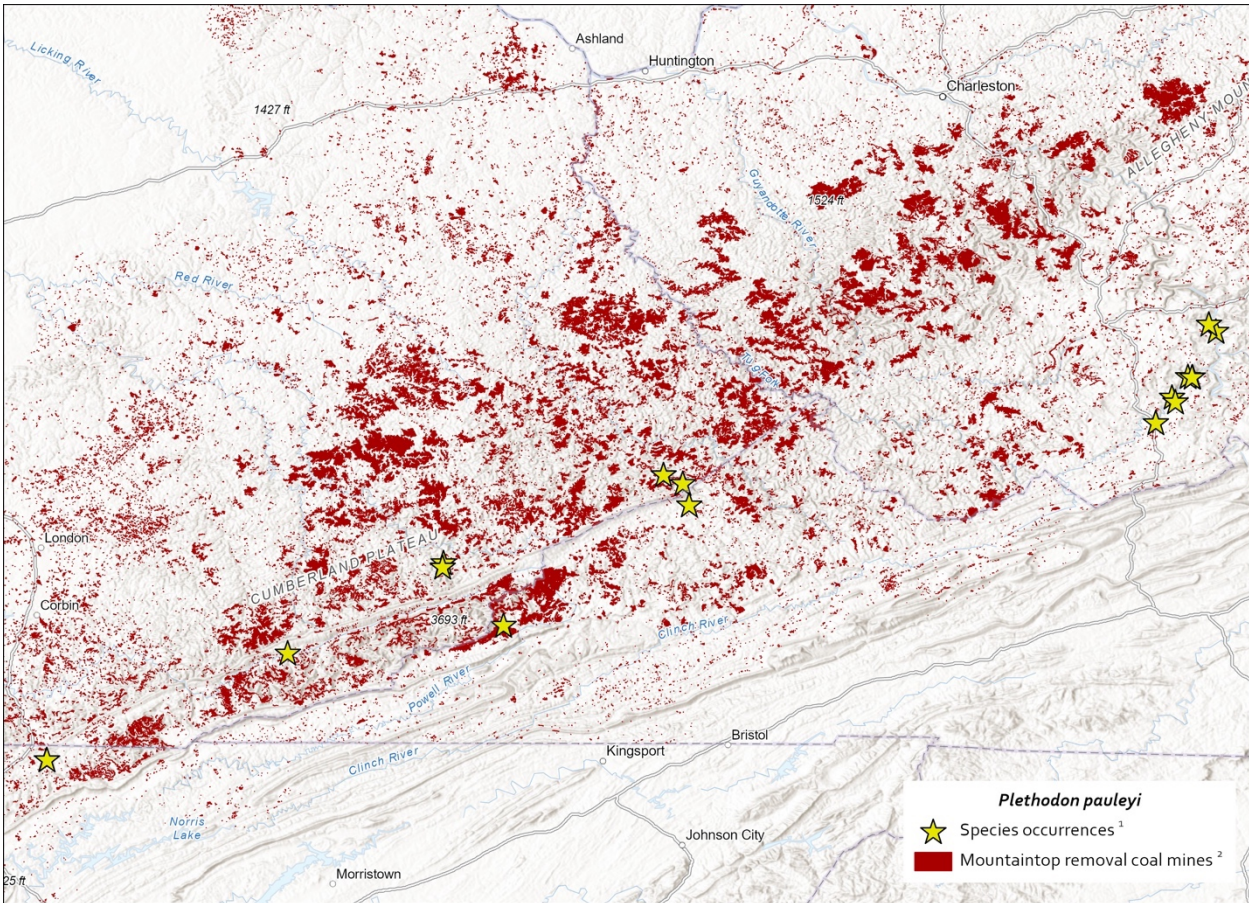 Ashland
Huntington
Licking River
Charleston
1427 ft
ALLEGHENY MOUN
Guyandotte River
1524 ft
Red River
Tug Fork
London
CUMBERLAND PLATEAU
Corbin
3693 ft
Clinch River
Powell River
Clinch River
Kingsport
Bristol
Norris
Lake
Johnson City
Morristown
25 ft
Plethodon pauleyi
Species occurrences ¹
Mountaintop removal coal mines ²